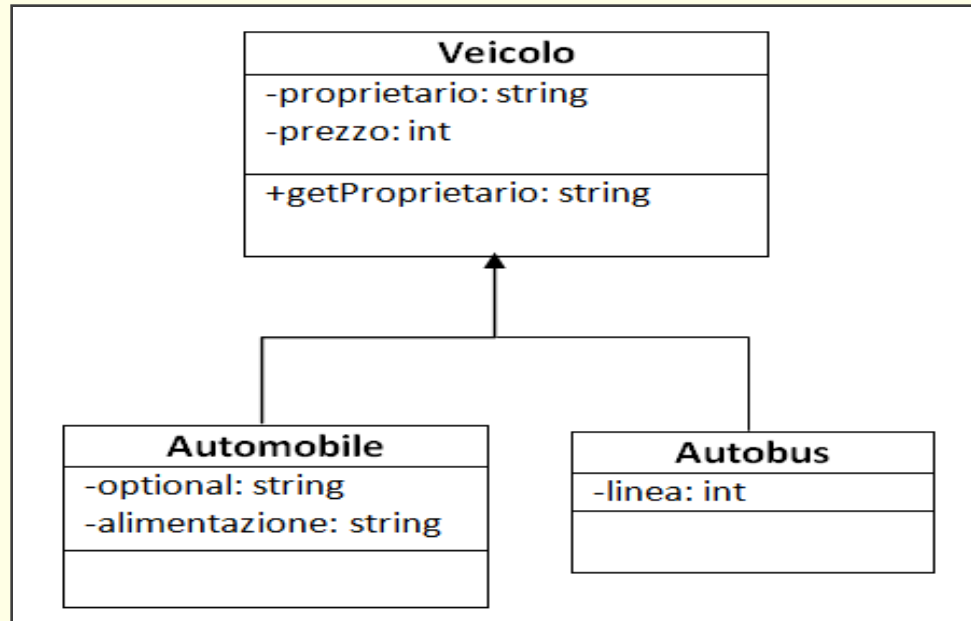 Veicolo
-proprietario: string
-prezzo: int
+getProprietario: string
Automobile
-optional: string
-alimentazione: string
Autobus
-linea: int